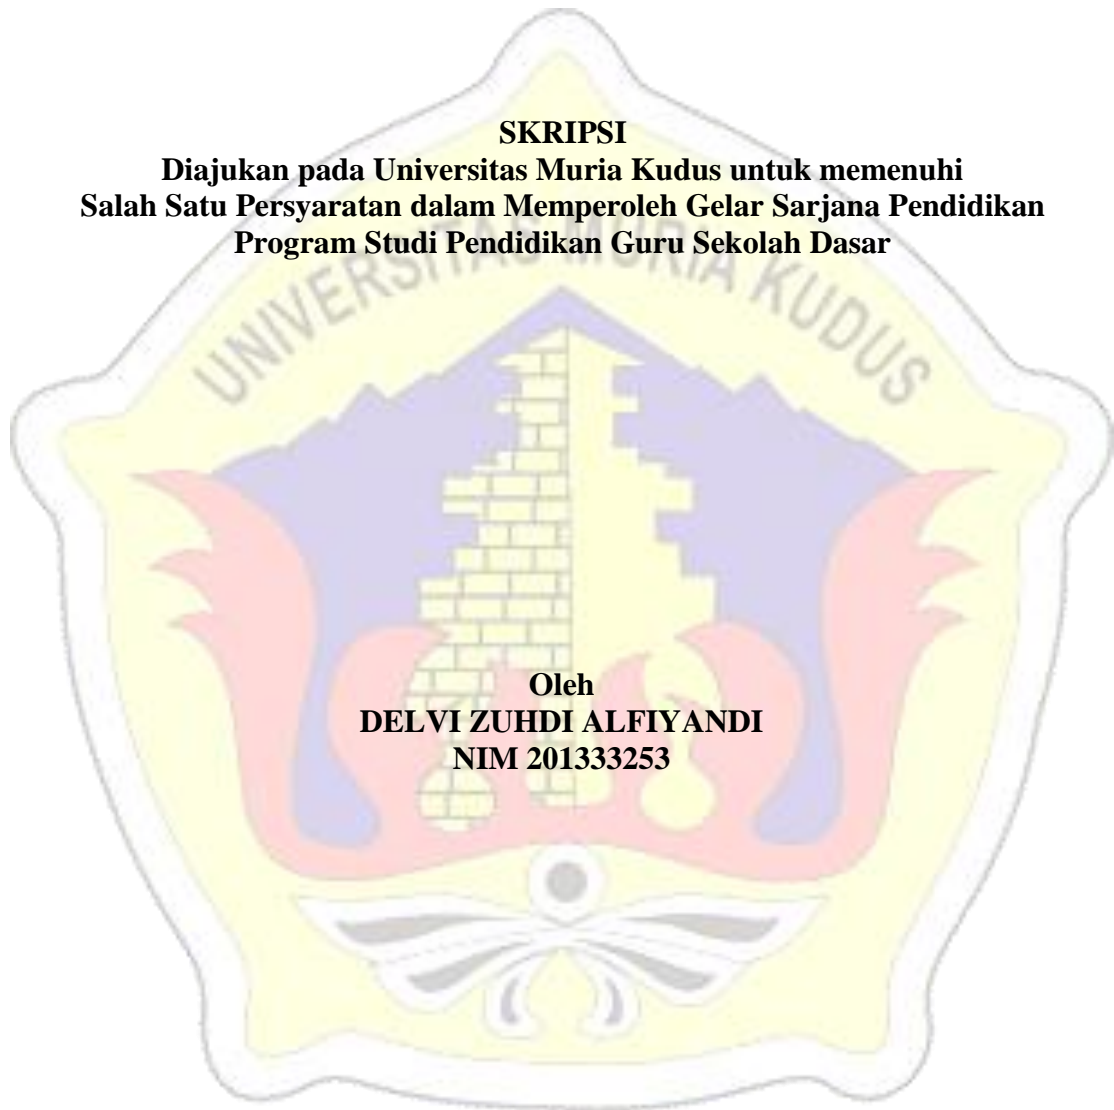 SKRIPSI
Diajukan pada Universitas Muria Kudus untuk memenuhi
Salah Satu Persyaratan dalam Memperoleh Gelar Sarjana Pendidikan
Program Studi Pendidikan Guru Sekolah Dasar
UNIVERSITAS MURIA KUDUS
Oleh
DELVI ZUHDI ALFIYANDI
NIM 201333253